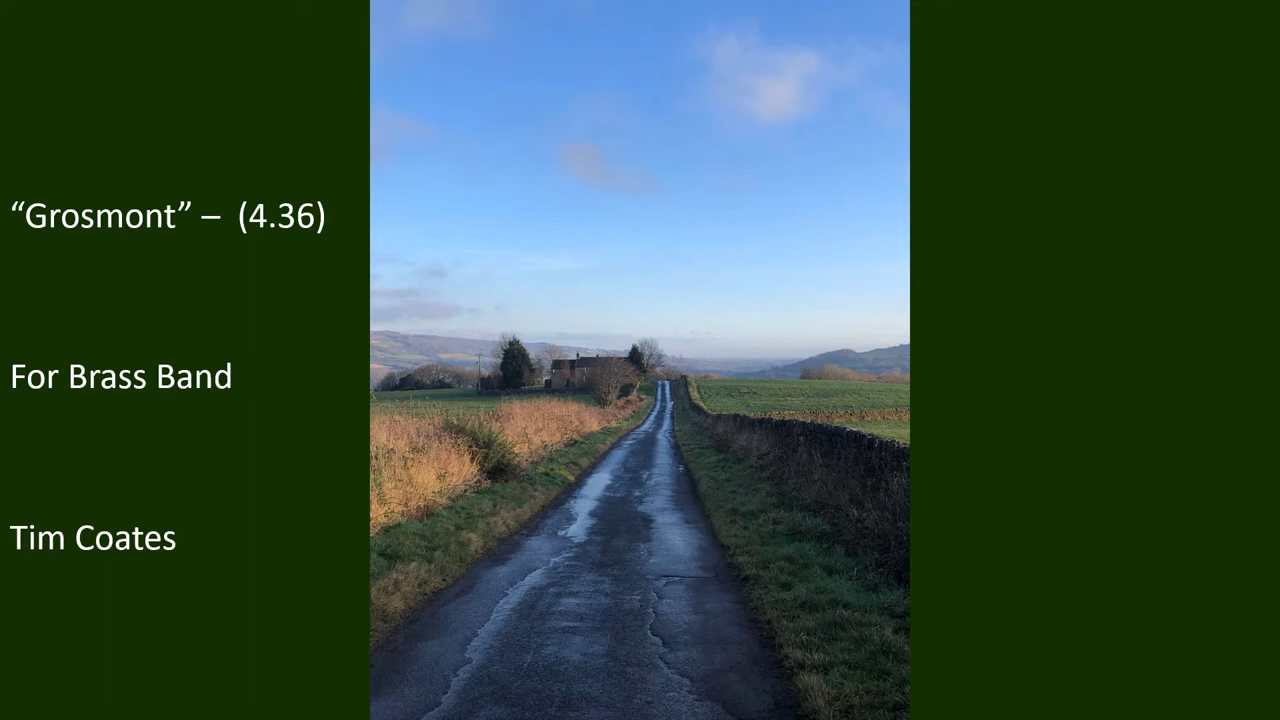 “Grosmont” – (4.36)
For Brass Band
Tim Coates